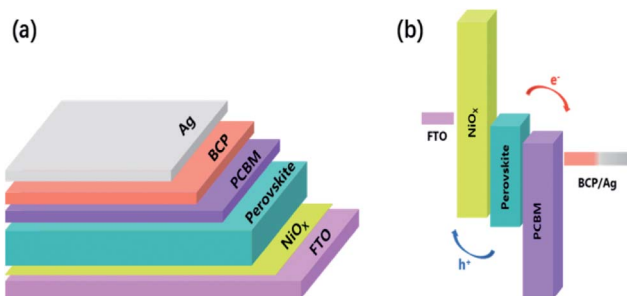 (a)
Ag
BCP
PCBM
Perovskite
NiOₓ
FTO
(b)
e⁻
FTO
NiOₓ
Perovskite
PCBM
BCP/Ag
h⁺